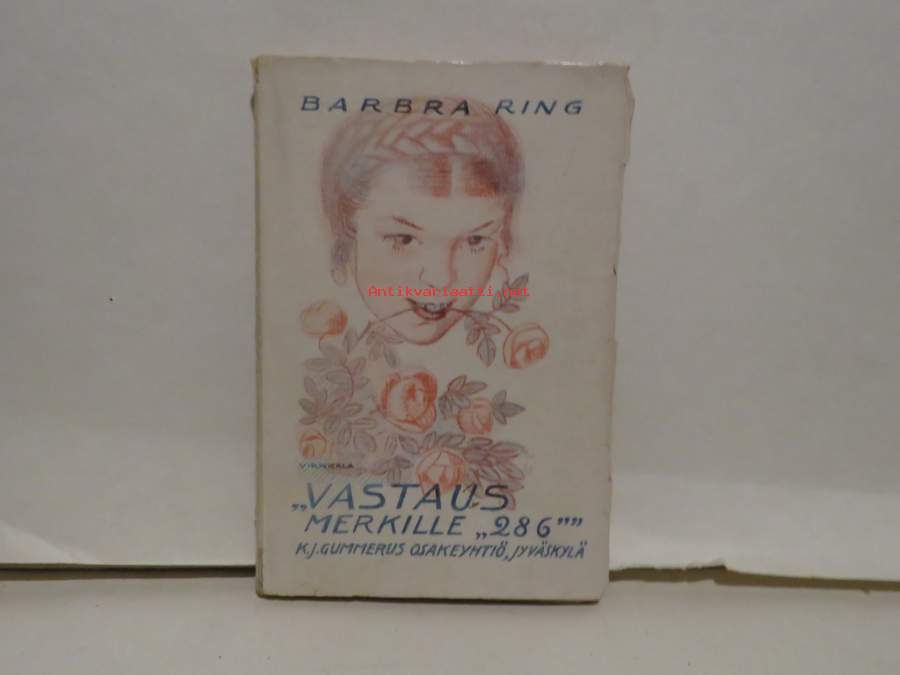 BARBRA RING
Antikvariaatti.net
„VASTAUS
MERKILLE „286””
K.J. GUMMERUS OSAKEYHTIÖ, JYVÄSKYLÄ